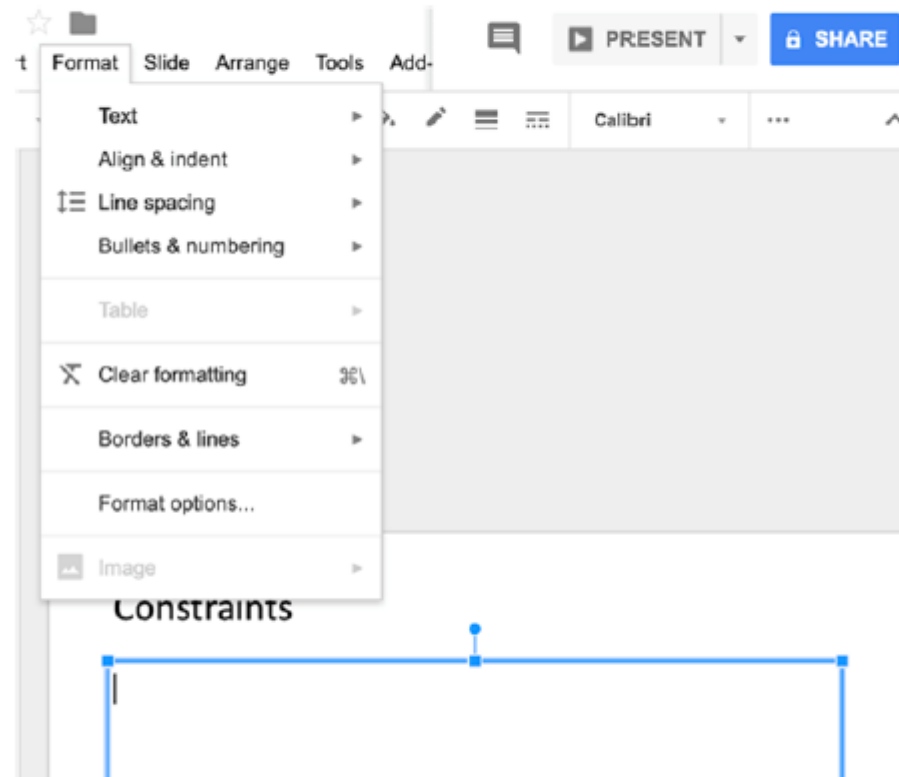 t Format Slide Arrange Tools Add- PRESENT SHARE
Calibri
Text
Align & indent
Line spacing
Bullets & numbering
Table
Clear formatting ⌘\
Borders & lines
Format options...
Image
Constraints